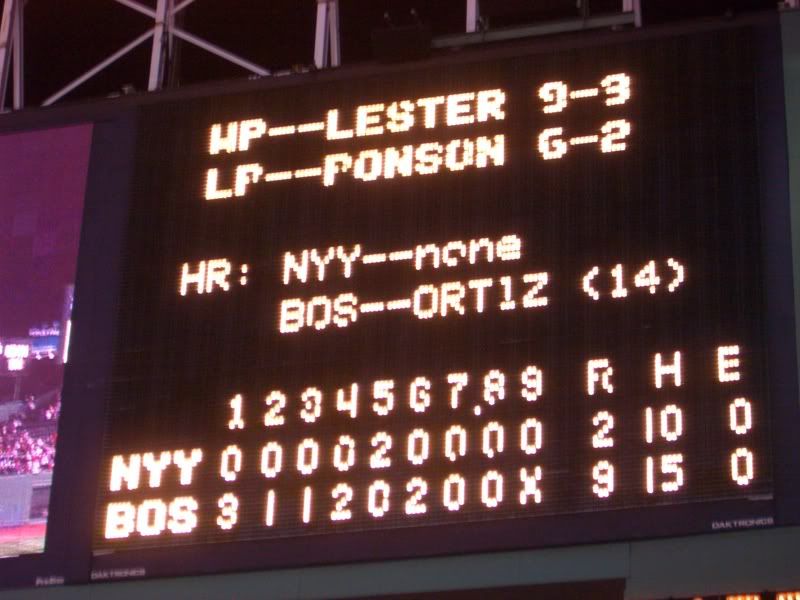 WP--LESTER 9-3
LP--PONSON 6-2
HR: NYY--none
BOS--ORTIZ (14)
1 2 3 4 5 6 7 8 9 R H E
NYY 0 0 0 0 2 0 0 0 0 2 10 0
BOS 3 1 1 2 0 2 0 0 X 9 15 0
DAKTRONICS
DAKTRONICS